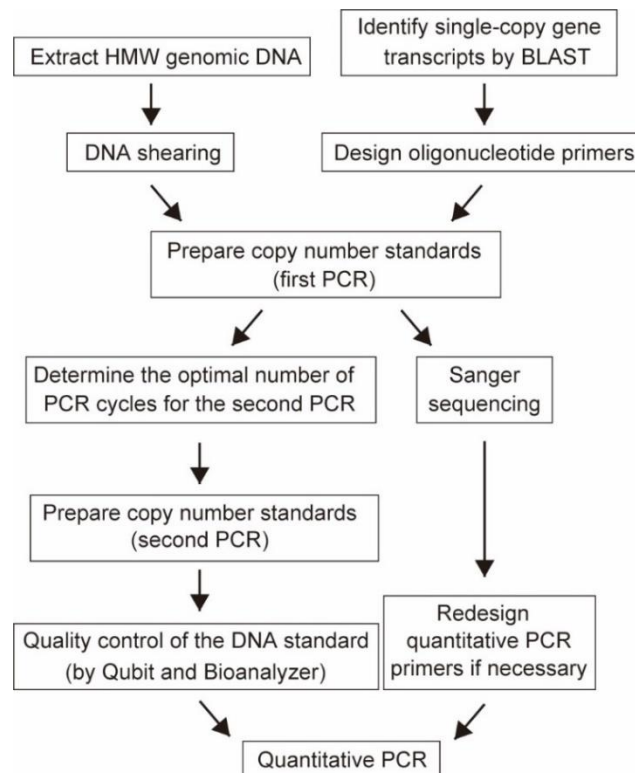 Extract HMW genomic DNA
Identify single-copy gene
transcripts by BLAST
DNA shearing
Design oligonucleotide primers
Prepare copy number standards
(first PCR)
Determine the optimal number of
PCR cycles for the second PCR
Sanger
sequencing
Prepare copy number standards
(second PCR)
Quality control of the DNA standard
(by Qubit and Bioanalyzer)
Redesign
quantitative PCR
primers if necessary
Quantitative PCR